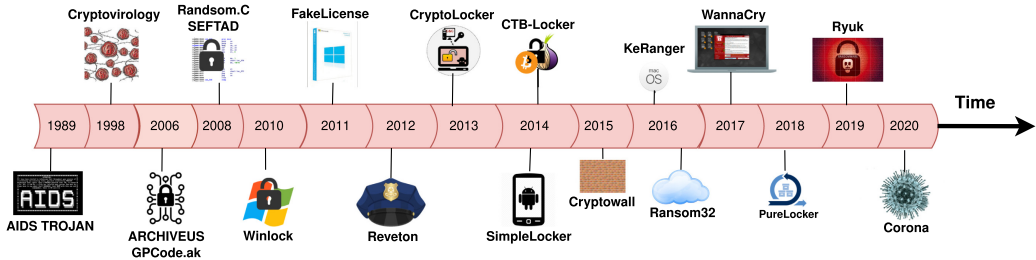 Cryptovirology
Randsom.C
SEFTAD
FakeLicense
CryptoLocker
CTB-Locker
KeRanger
WannaCry
Ryuk
OS
Time
1989
1998
2006
2008
2010
2011
2012
2013
2014
2015
2016
2017
2018
2019
2020
AIDS
AIDS TROJAN
ARCHIVEUS
GPCode.ak
Winlock
Reveton
SimpleLocker
Cryptowall
Ransom32
PureLocker
Corona